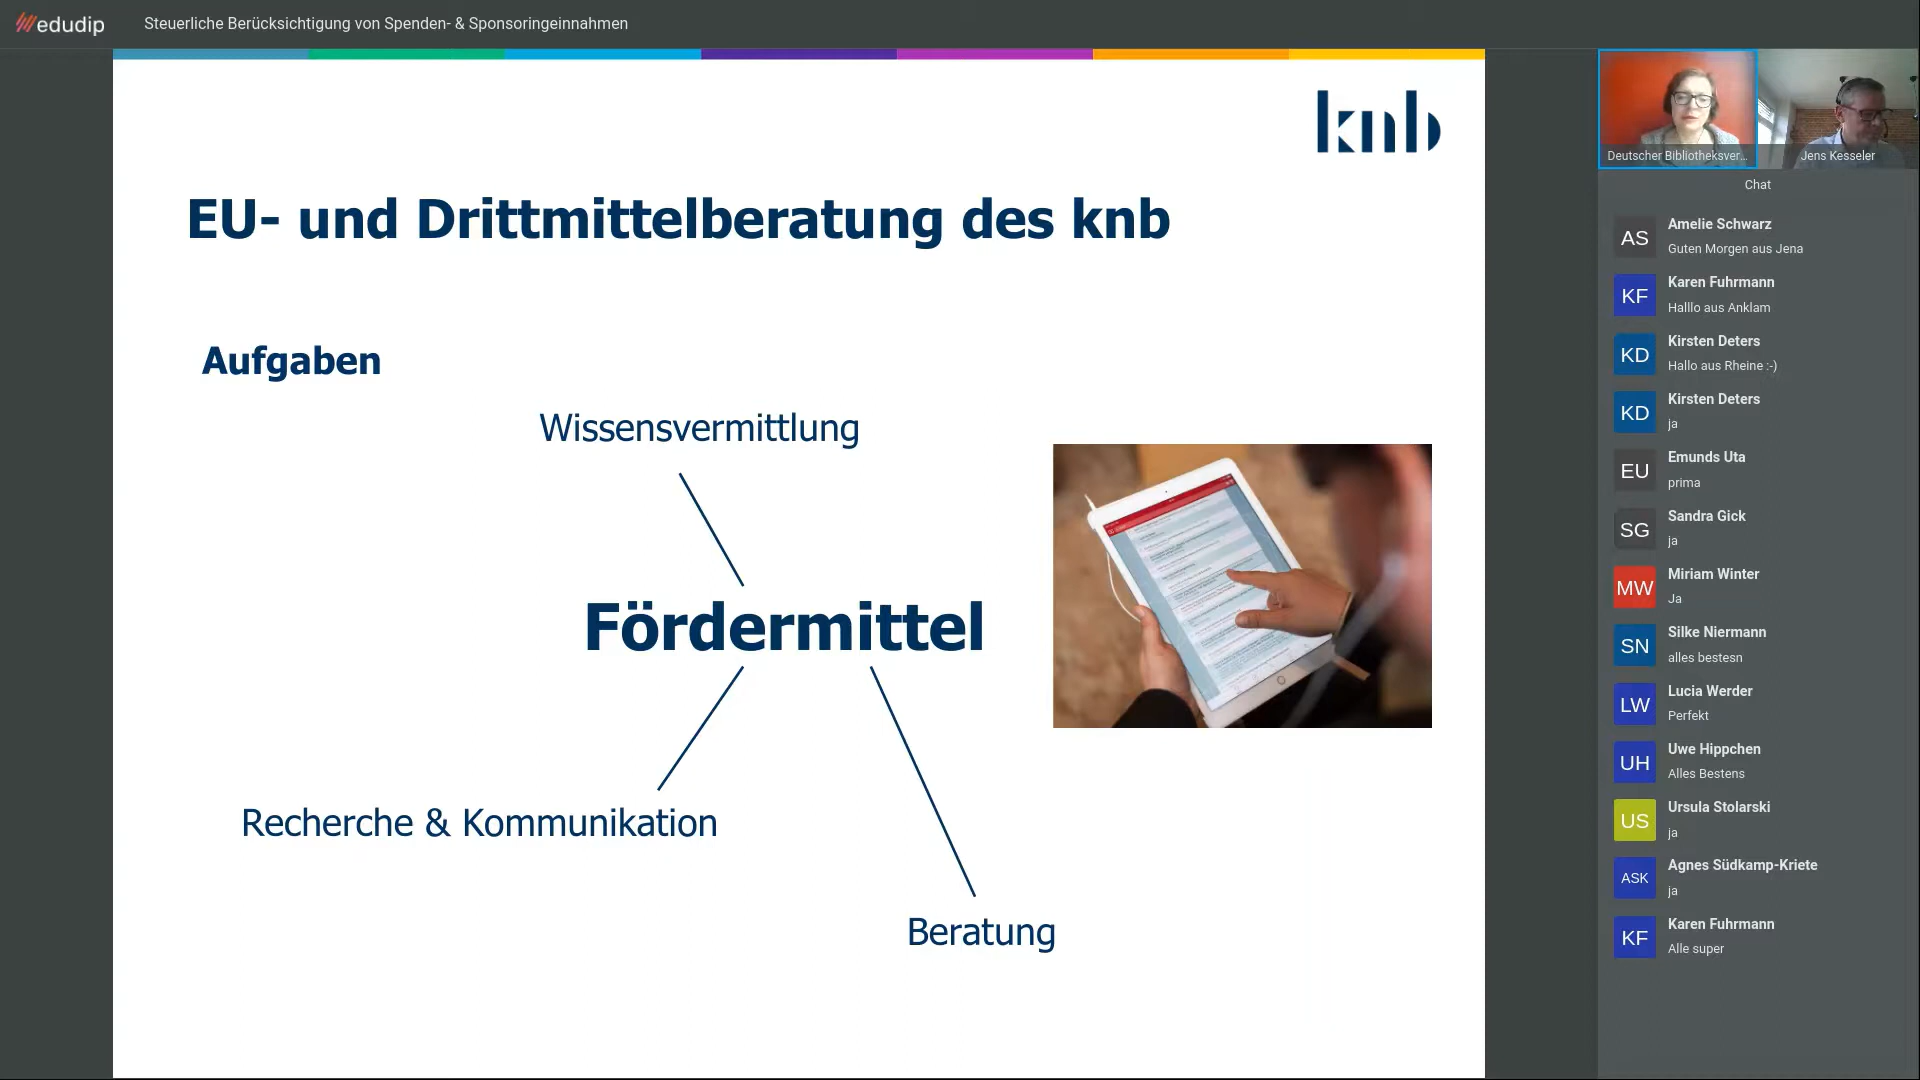 edudip
Steuerliche Berücksichtigung von Spenden- & Sponsoringeinnahmen
knb
EU- und Drittmittelberatung des knb
Aufgaben
Wissensvermittlung
Fördermittel
Recherche & Kommunikation
Beratung
Deutscher Bibliotheksver...
Jens Kesseler
Chat
AS
Amelie Schwarz
Guten Morgen aus Jena
KF
Karen Fuhrmann
Halllo aus Anklam
KD
Kirsten Deters
Hallo aus Rheine :-)
KD
Kirsten Deters
ja
EU
Emunds Uta
prima
SG
Sandra Gick
ja
MW
Miriam Winter
Ja
SN
Silke Niermann
alles bestesn
LW
Lucia Werder
Perfekt
UH
Uwe Hippchen
Alles Bestens
US
Ursula Stolarski
ja
ASK
Agnes Südkamp-Kriete
ja
KF
Karen Fuhrmann
Alle super